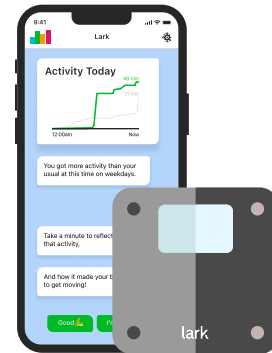 9:41
Lark
Activity Today
46 min
21 min
12:00am
Now
You got more activity than your
usual at this time on weekdays.
Take a minute to reflect
that activity,
And how it made your
to get moving!
Good💪
lark